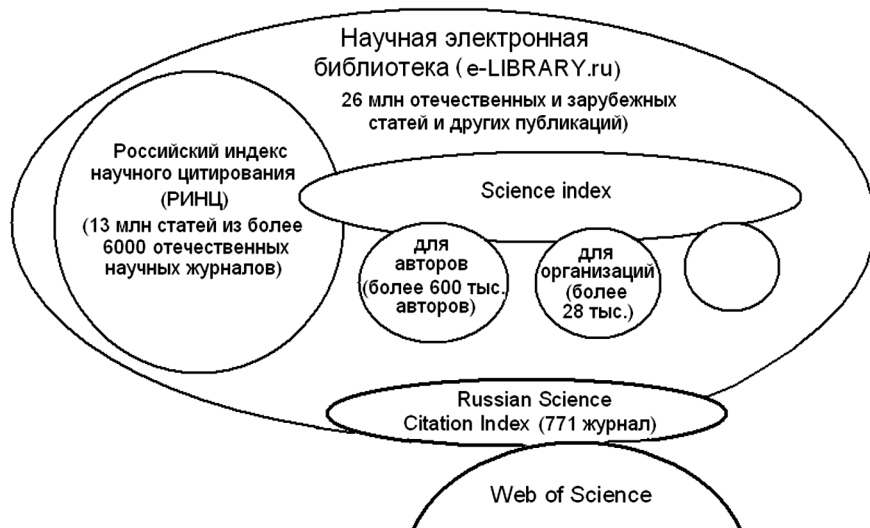 Научная электронная
библиотека (e-LIBRARY.ru)
26 млн отечественных и зарубежных
статей и других публикаций)
Российский индекс
научного цитирования
(РИНЦ)
(13 млн статей из более
6000 отечественных
научных журналов)
Science index
для
авторов
(более 600 тыс.
авторов)
для
организаций
(более
28 тыс.)
Russian Science
Citation Index (771 журнал)
Web of Science